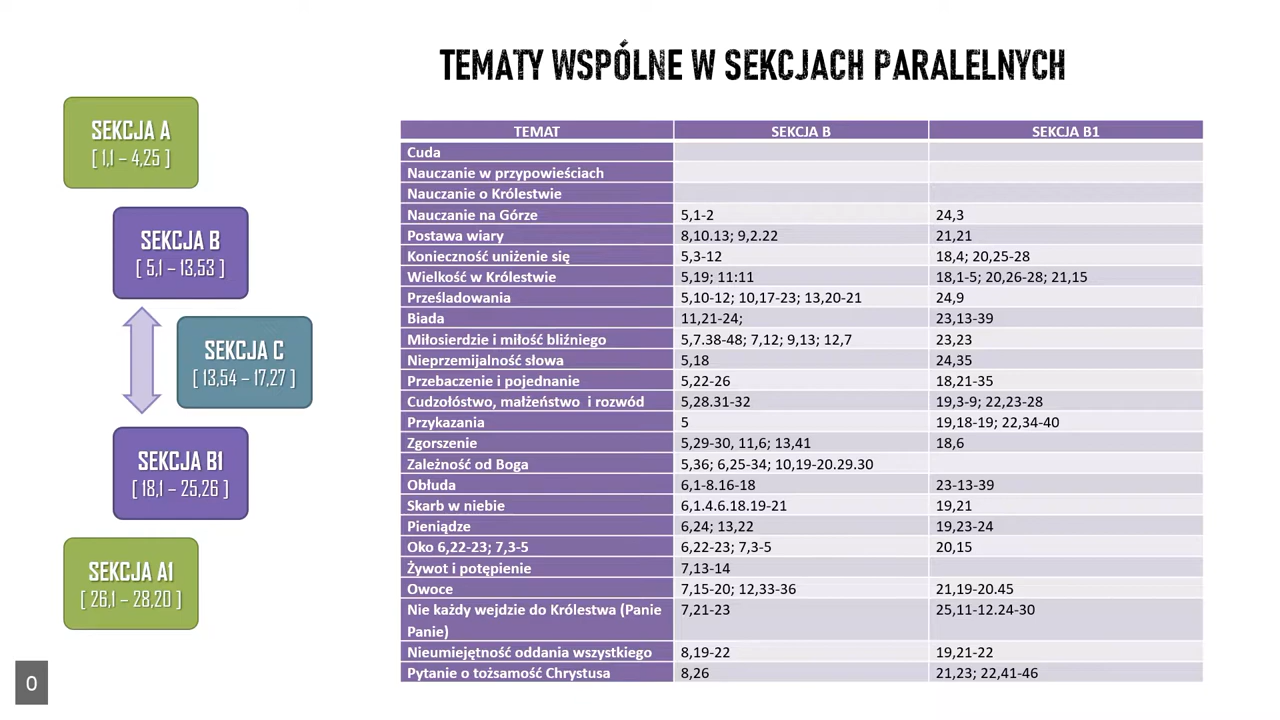 TEMATY WSPÓLNE W SEKCJACH PARALELNYCH
SEKCJA A
[ 1,1 – 4,25 ]
SEKCJA B
[ 5,1 – 13,53 ]
SEKCJA C
[ 13,54 – 17,27 ]
SEKCJA B1
[ 18,1 – 25,26 ]
SEKCJA A1
[ 26,1 – 28,20 ]
TEMAT SEKCJA B SEKCJA B1
Cuda
Nauczanie w przypowieściach
Nauczanie o Królestwie
Nauczanie na Górze 5,1-2 24,3
Postawa wiary 8,10.13; 9,2.22 21,21
Konieczność uniżenie się 5,3-12 18,4; 20,25-28
Wielkość w Królestwie 5,19; 11:11 18,1-5; 20,26-28; 21,15
Prześladowania 5,10-12; 10,17-23; 13,20-21 24,9
Biada 11,21-24; 23,13-39
Miłosierdzie i miłość bliźniego 5,7.38-48; 7,12; 9,13; 12,7 23,23
Nieprzemijalność słowa 5,18 24,35
Przebaczenie i pojednanie 5,22-26 18,21-35
Cudzołóstwo, małżeństwo i rozwód 5,28.31-32 19,3-9; 22,23-28
Przykazania 5 19,18-19; 22,34-40
Zgorszenie 5,29-30, 11,6; 13,41 18,6
Zależność od Boga 5,36; 6,25-34; 10,19-20.29.30
Obłuda 6,1-8.16-18 23-13-39
Skarb w niebie 6,1.4.6.18.19-21 19,21
Pieniądze 6,24; 13,22 19,23-24
Oko 6,22-23; 7,3-5 6,22-23; 7,3-5 20,15
Żywot i potępienie 7,13-14
Owoce 7,15-20; 12,33-36 21,19-20.45
Nie każdy wejdzie do Królestwa (Panie 7,21-23 25,11-12.24-30
Panie)
Nieumiejętność oddania wszystkiego 8,19-22 19,21-22
Pytanie o tożsamość Chrystusa 8,26 21,23; 22,41-46
0